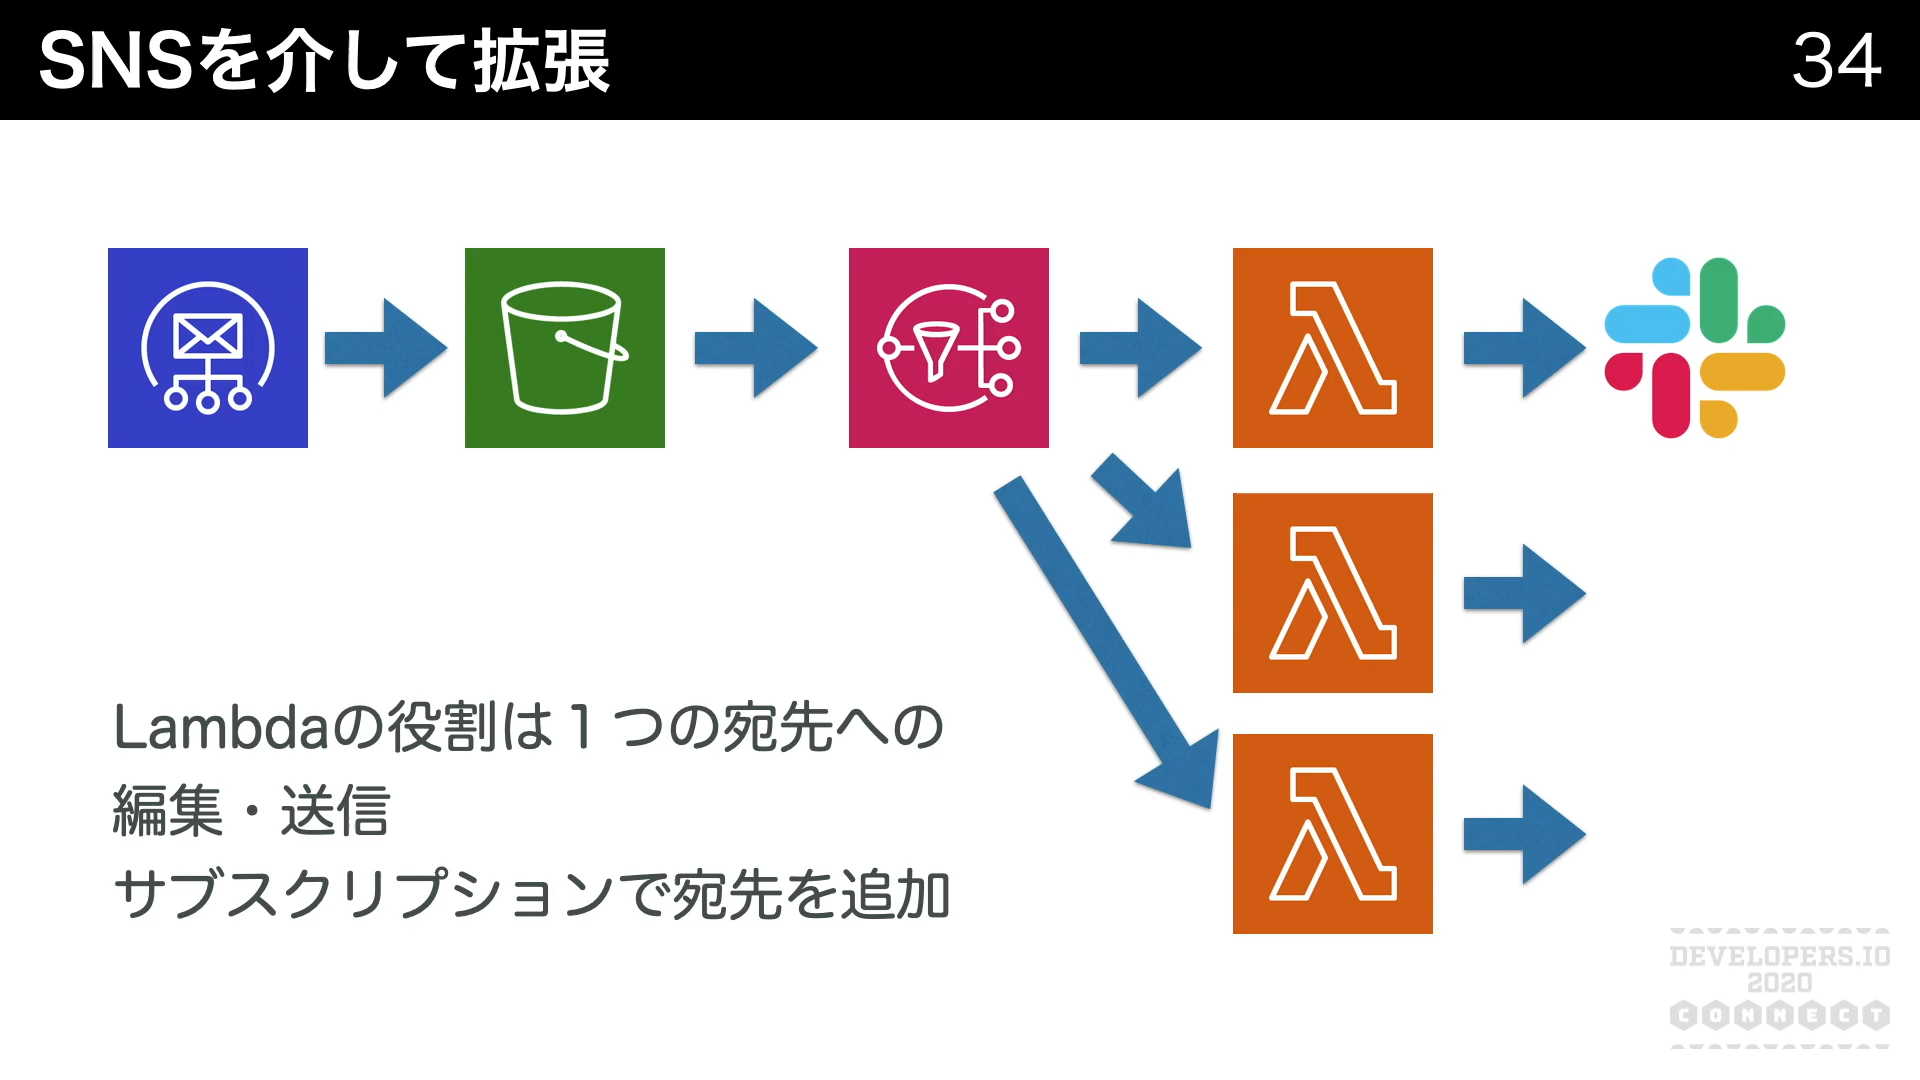 SNSを介して拡張
34
Lambdaの役割は１つの宛先への
編集・送信
サブスクリプションで宛先を追加
DEVELOPERS.IO
2020
CONNECT